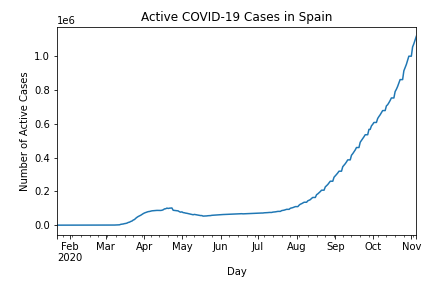 Active COVID-19 Cases in Spain
1e6
1.0
0.8
0.6
0.4
0.2
0.0
Number of Active Cases
Feb Mar Apr May Jun Jul Aug Sep Oct Nov
2020
Day